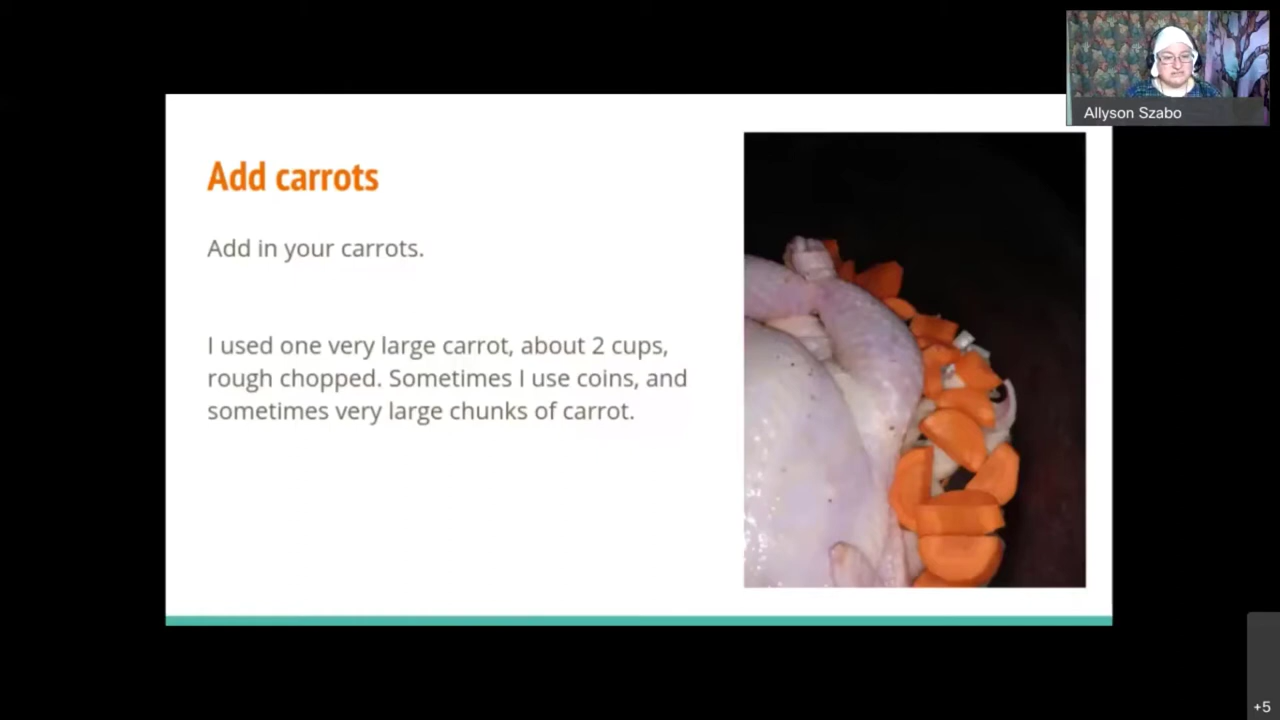 Allyson Szabo
Add carrots
Add in your carrots.
I used one very large carrot, about 2 cups,
rough chopped. Sometimes I use coins, and
sometimes very large chunks of carrot.
+5